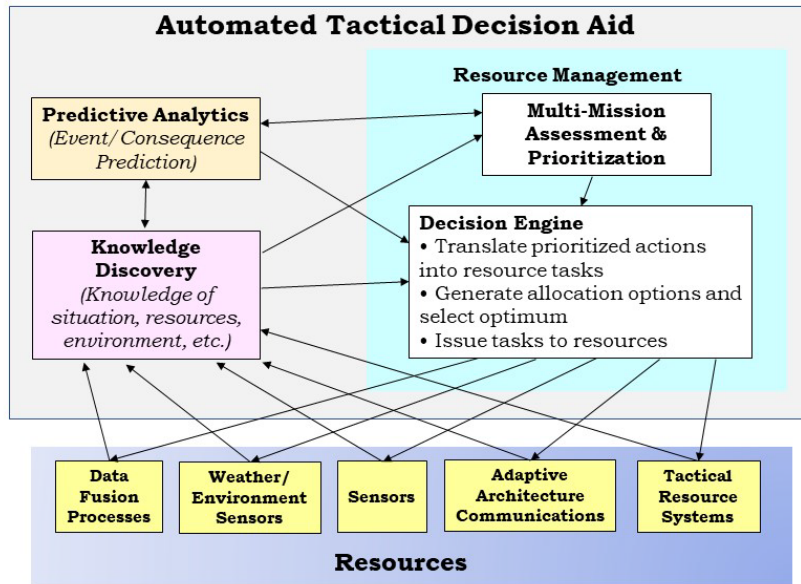 Automated Tactical Decision Aid
Resource Management
Predictive Analytics
(Event/ Consequence
Prediction)
Multi-Mission
Assessment &
Prioritization
Knowledge
Discovery
(Knowledge of
situation, resources,
environment, etc.)
Decision Engine
• Translate prioritized actions
into resource tasks
• Generate allocation options and
select optimum
• Issue tasks to resources
Data
Fusion
Processes
Weather/
Environment
Sensors
Sensors
Adaptive
Architecture
Communications
Tactical
Resource
Systems
Resources